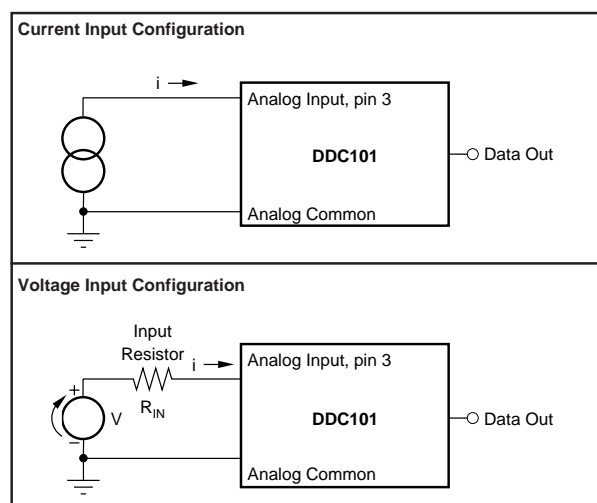 Current Input Configuration
i
Analog Input, pin 3
DDC101
Data Out
Analog Common
Voltage Input Configuration
Input
Resistor
i
Analog Input, pin 3
+
V
R_IN
DDC101
Data Out
–
Analog Common